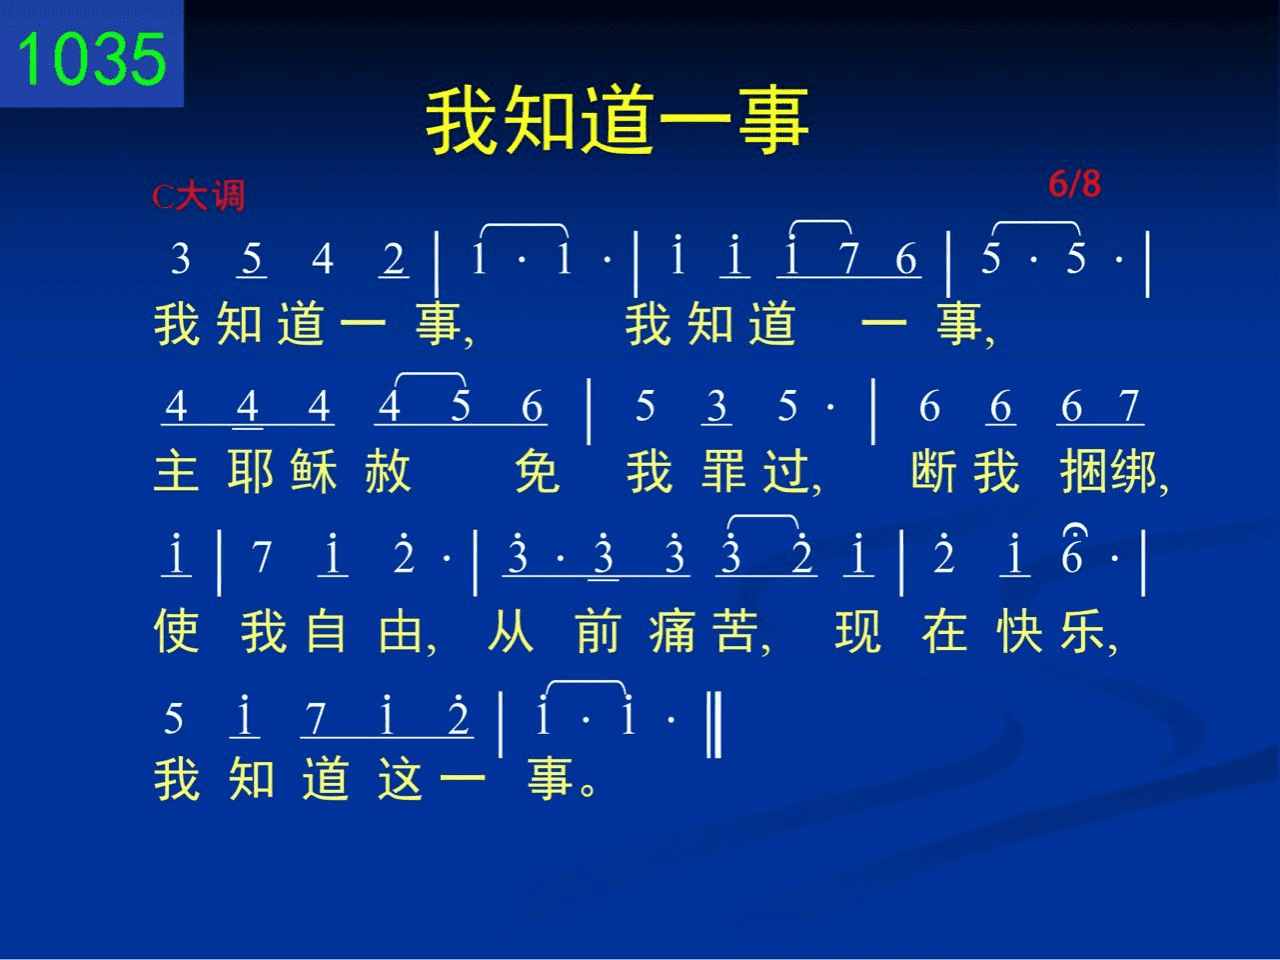 1035
我知道一事
C大调 6/8
3 5 4 2 | 1 · 1 · | i i i 7 6 | 5 · 5 · |
我 知 道 一 事, 我 知 道 一 事,
4 4 4 4 5 6 | 5 3 5 · | 6 6 6 7
主 耶 稣 赦 免 我 罪 过, 断 我 捆绑,
i | 7 i 2̇ · | 3̇ · 3̇ 3̇ 3̇ 2̇ i | 2̇ i 6 · |
使 我 自 由, 从 前 痛 苦, 现 在 快 乐,
5 i 7 i 2̇ | i · i · ‖
我 知 道 这 一 事。